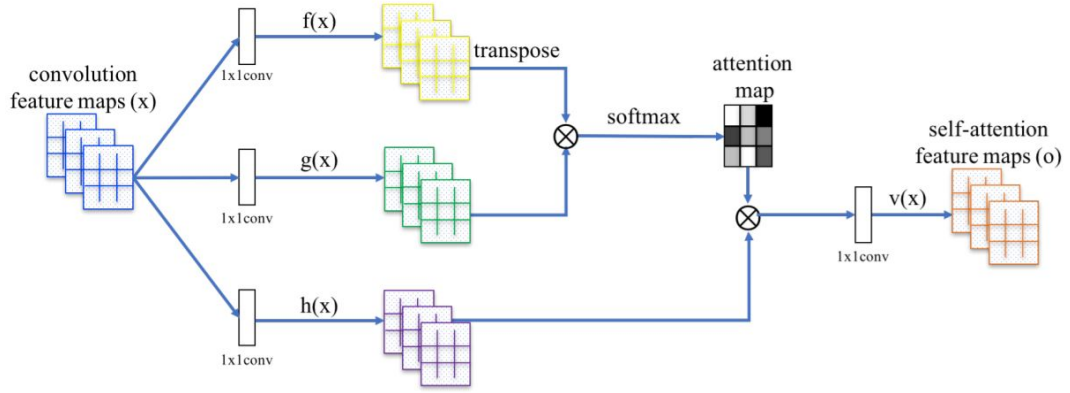 convolution
feature maps (x)
1x1conv
f(x)
transpose
1x1conv
g(x)
1x1conv
h(x)
softmax
attention
map
1x1conv
v(x)
self-attention
feature maps (o)